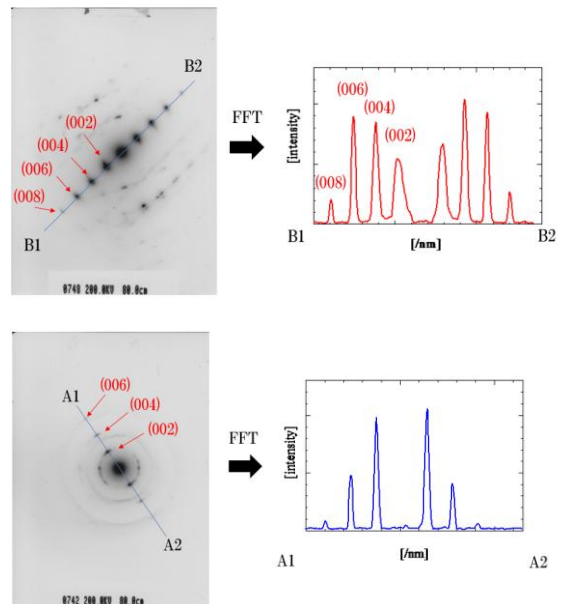 B2
(002)
(004)
(006)
(008)
B1
0748 200.0KV 80.0cm
FFT
(006)
(004)
(002)
(008)
[intensity]
B1
B2
[/nm]
A1
(006)
(004)
(002)
A2
0742 200.0KV 80.0cm
FFT
[intensity]
A1
[/nm]
A2